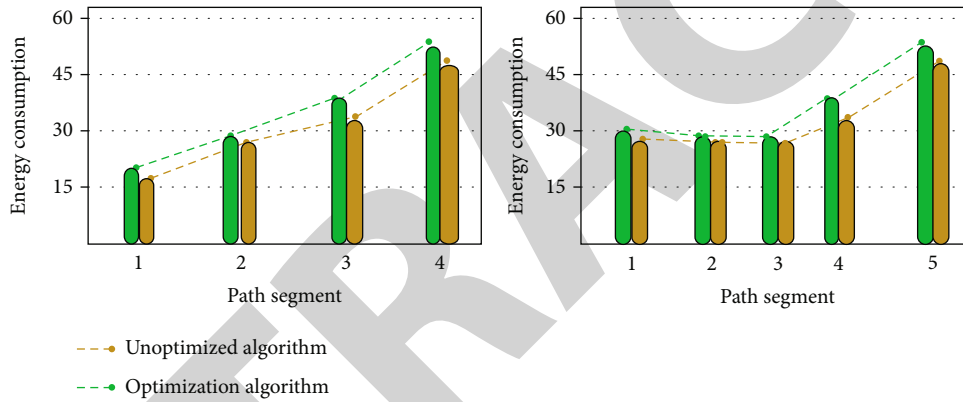 60
45
30
15
Energy consumption
1 2 3 4
Path segment
60
45
30
15
Energy consumption
1 2 3 4 5
Path segment
Unoptimized algorithm
Optimization algorithm
TRAC